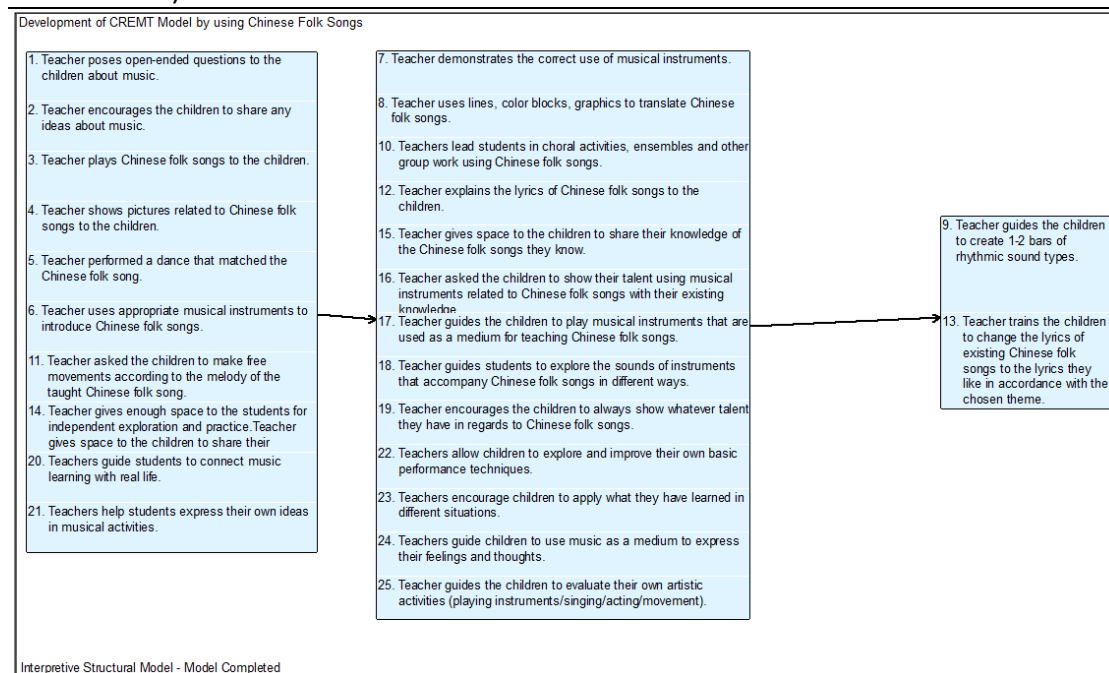 Development of CREMT Model by using Chinese Folk Songs
1. Teacher poses open-ended questions to the
children about music.
2. Teacher encourages the children to share any
ideas about music.
3. Teacher plays Chinese folk songs to the children.
4. Teacher shows pictures related to Chinese folk
songs to the children.
5. Teacher performed a dance that matched the
Chinese folk song.
6. Teacher uses appropriate musical instruments to
introduce Chinese folk songs.
11. Teacher asked the children to make free
movements according to the melody of the
taught Chinese folk song.
14. Teacher gives enough space to the students for
independent exploration and practice.Teacher
gives space to the children to share their
20. Teachers guide students to connect music
learning with real life.
21. Teachers help students express their own ideas
in musical activities.
7. Teacher demonstrates the correct use of musical instruments.
8. Teacher uses lines, color blocks, graphics to translate Chinese
folk songs.
10. Teachers lead students in choral activities, ensembles and other
group work using Chinese folk songs.
12. Teacher explains the lyrics of Chinese folk songs to the
children.
15. Teacher gives space to the children to share their knowledge of
the Chinese folk songs they know.
16. Teacher asked the children to show their talent using musical
instruments related to Chinese folk songs with their existing
knowledge
17. Teacher guides the children to play musical instruments that are
used as a medium for teaching Chinese folk songs.
18. Teacher guides students to explore the sounds of instruments
that accompany Chinese folk songs in different ways.
19. Teacher encourages the children to always show whatever talent
they have in regards to Chinese folk songs.
22. Teachers allow children to explore and improve their own basic
performance techniques.
23. Teachers encourage children to apply what they have learned in
different situations.
24. Teachers guide children to use music as a medium to express
their feelings and thoughts.
25. Teacher guides the children to evaluate their own artistic
activities (playing instruments/singing/acting/movement).
9. Teacher guides the children
to create 1-2 bars of
rhythmic sound types.
13. Teacher trains the children
to change the lyrics of
existing Chinese folk
songs to the lyrics they
like in accordance with the
chosen theme.
Interpretive Structural Model - Model Completed